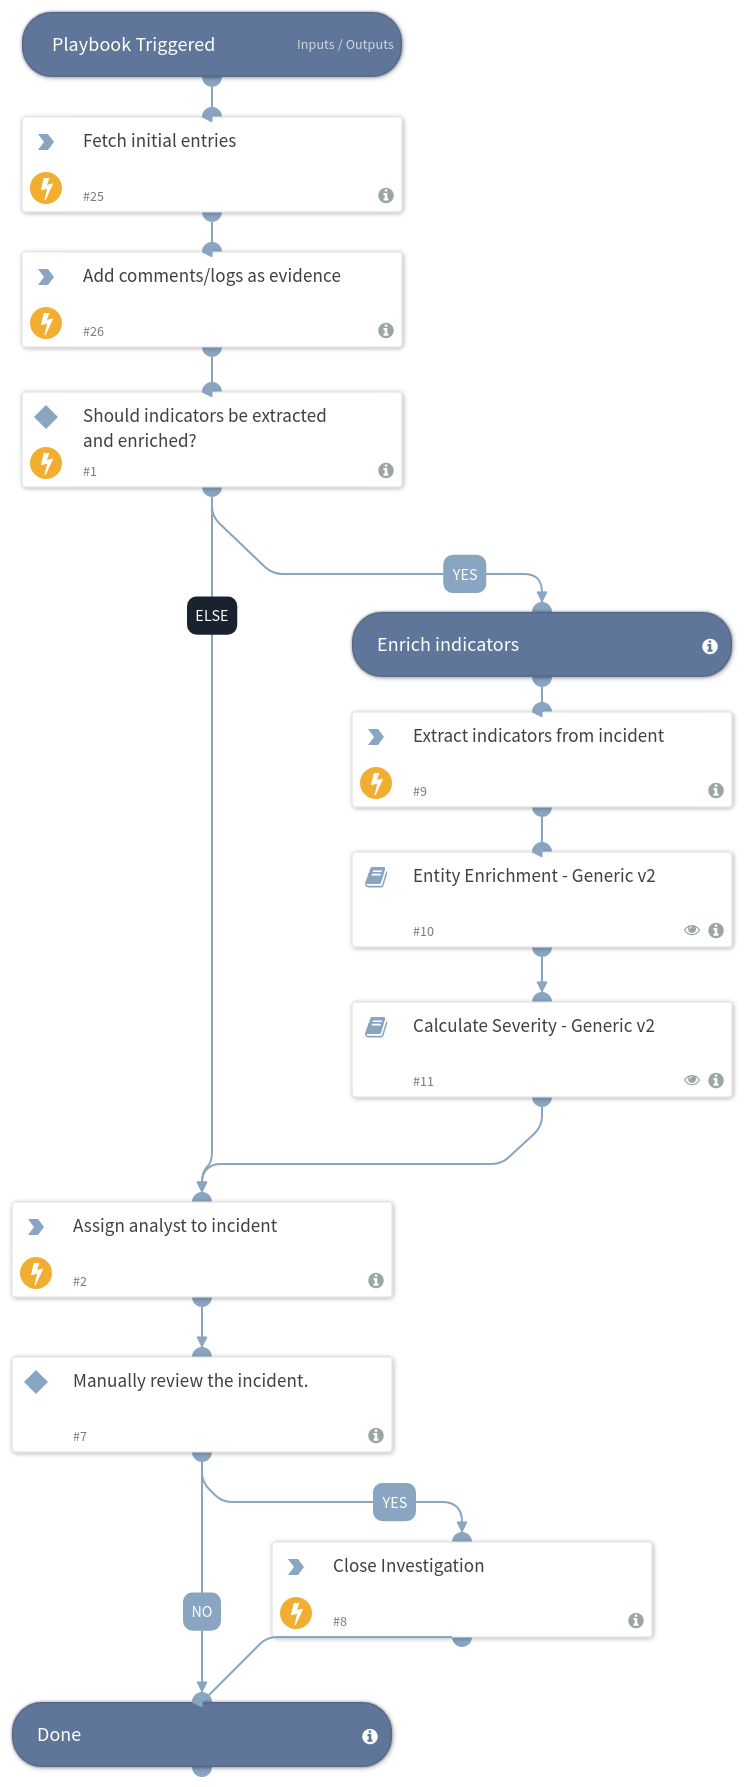 Playbook Triggered
Inputs / Outputs
Fetch initial entries
#25
Add comments/logs as evidence
#26
Should indicators be extracted
and enriched?
#1
YES
ELSE
Enrich indicators
Extract indicators from incident
#9
Entity Enrichment - Generic v2
#10
Calculate Severity - Generic v2
#11
Assign analyst to incident
#2
Manually review the incident.
#7
YES
Close Investigation
NO
#8
Done